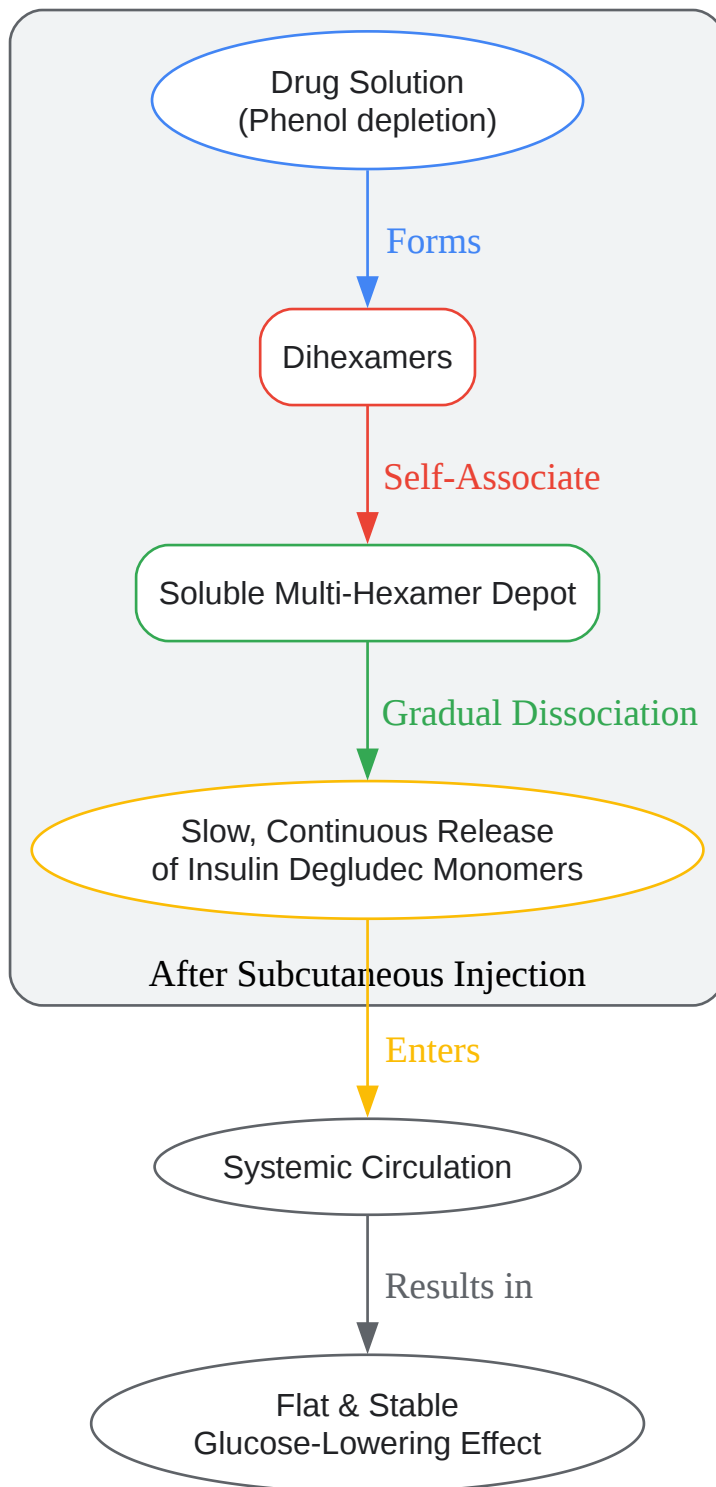 Drug Solution
(Phenol depletion)
Forms
Dihexamers
Self-Associate
Soluble Multi-Hexamer Depot
Gradual Dissociation
Slow, Continuous Release
of Insulin Degludec Monomers
After Subcutaneous Injection
Enters
Systemic Circulation
Results in
Flat & Stable
Glucose-Lowering Effect